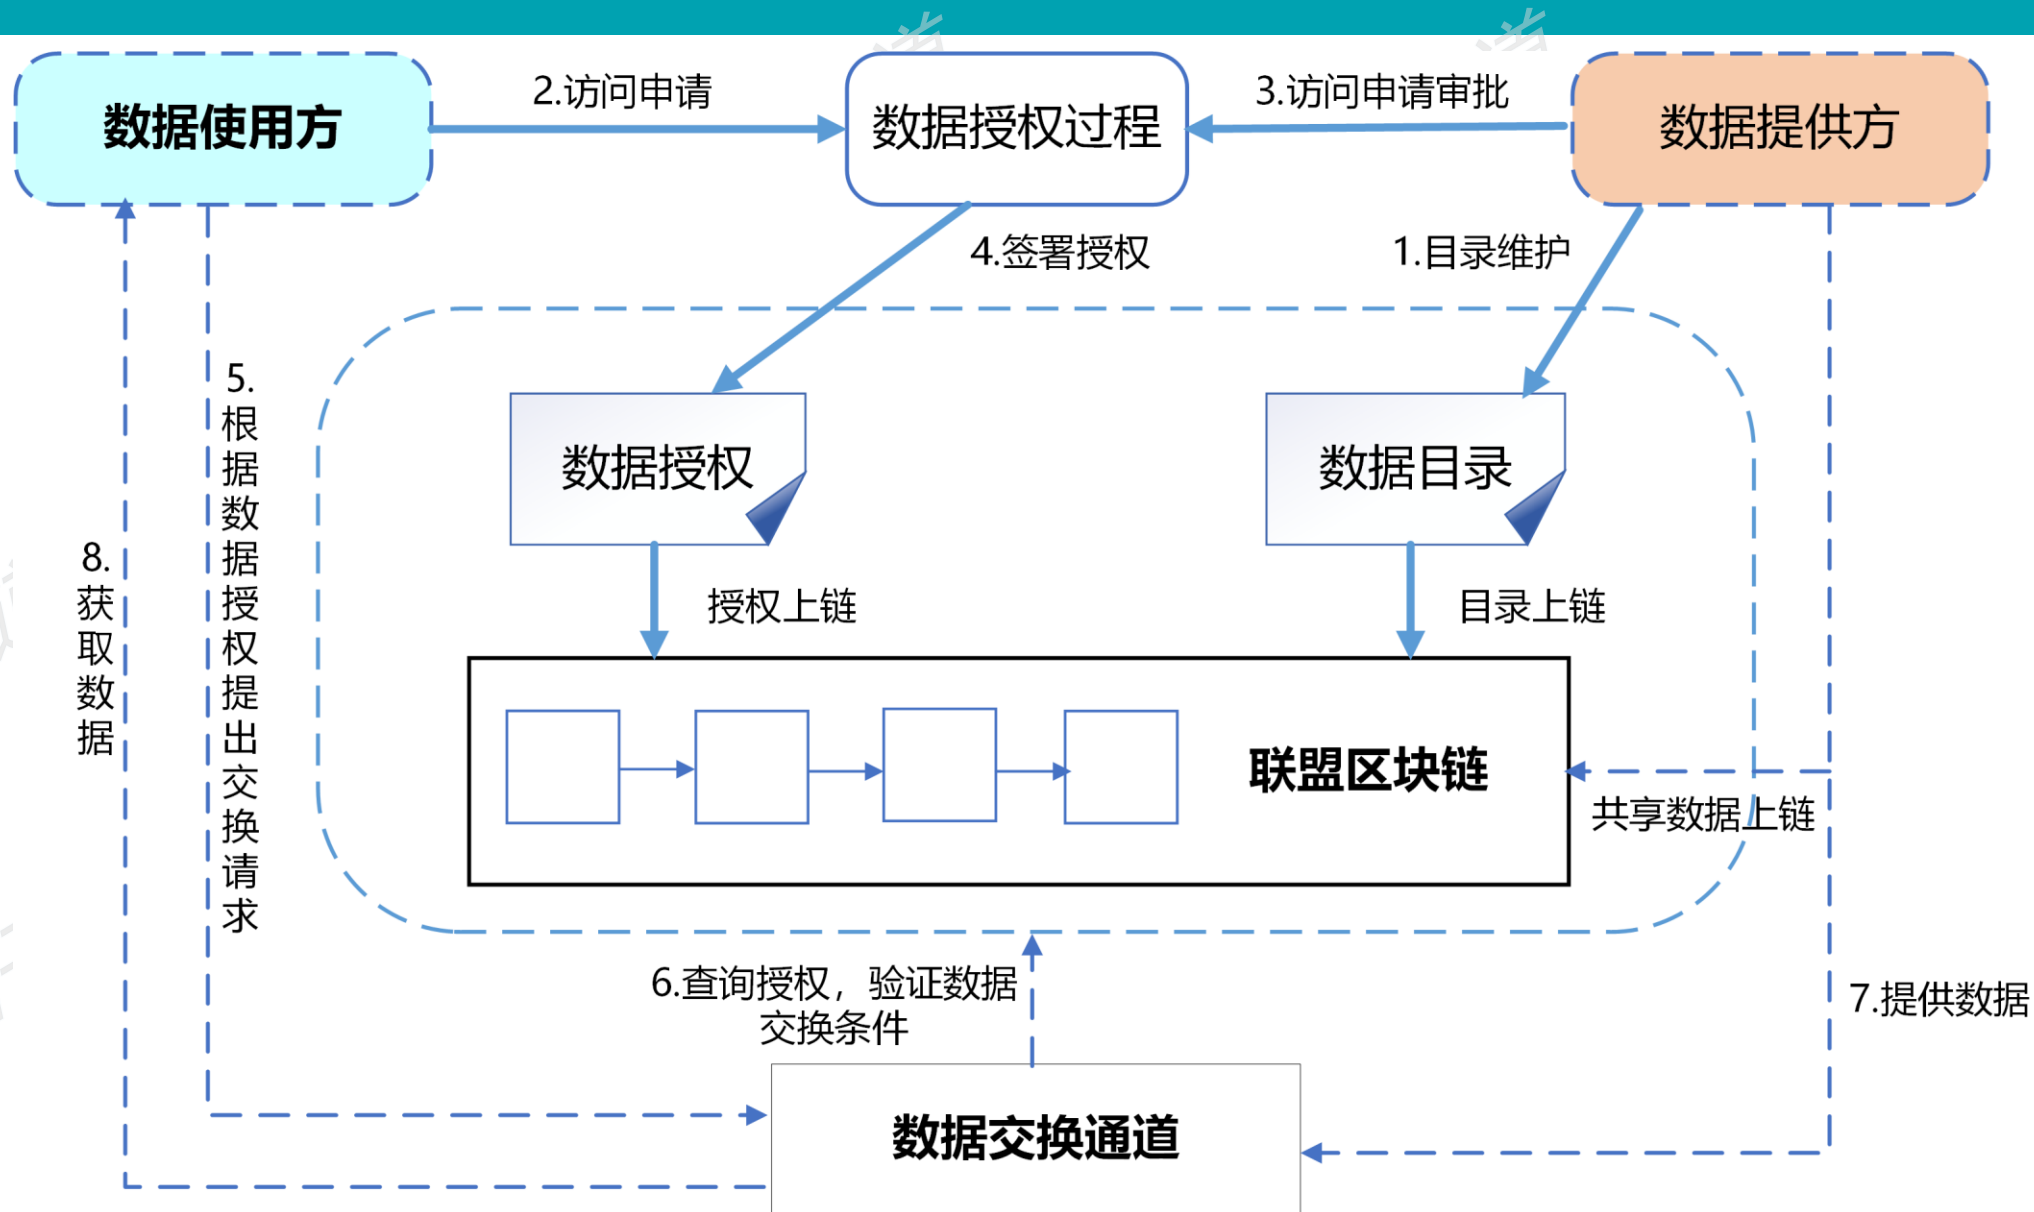 数据使用方
2.访问申请
数据授权过程
3.访问申请审批
数据提供方
4.签署授权
1.目录维护
数据授权
数据目录
授权上链
目录上链
联盟区块链
共享数据上链
5.
根
据
数
据
授
权
提
出
交
换
请
求
8.
获
取
数
据
6.查询授权，验证数据
交换条件
7.提供数据
数据交换通道